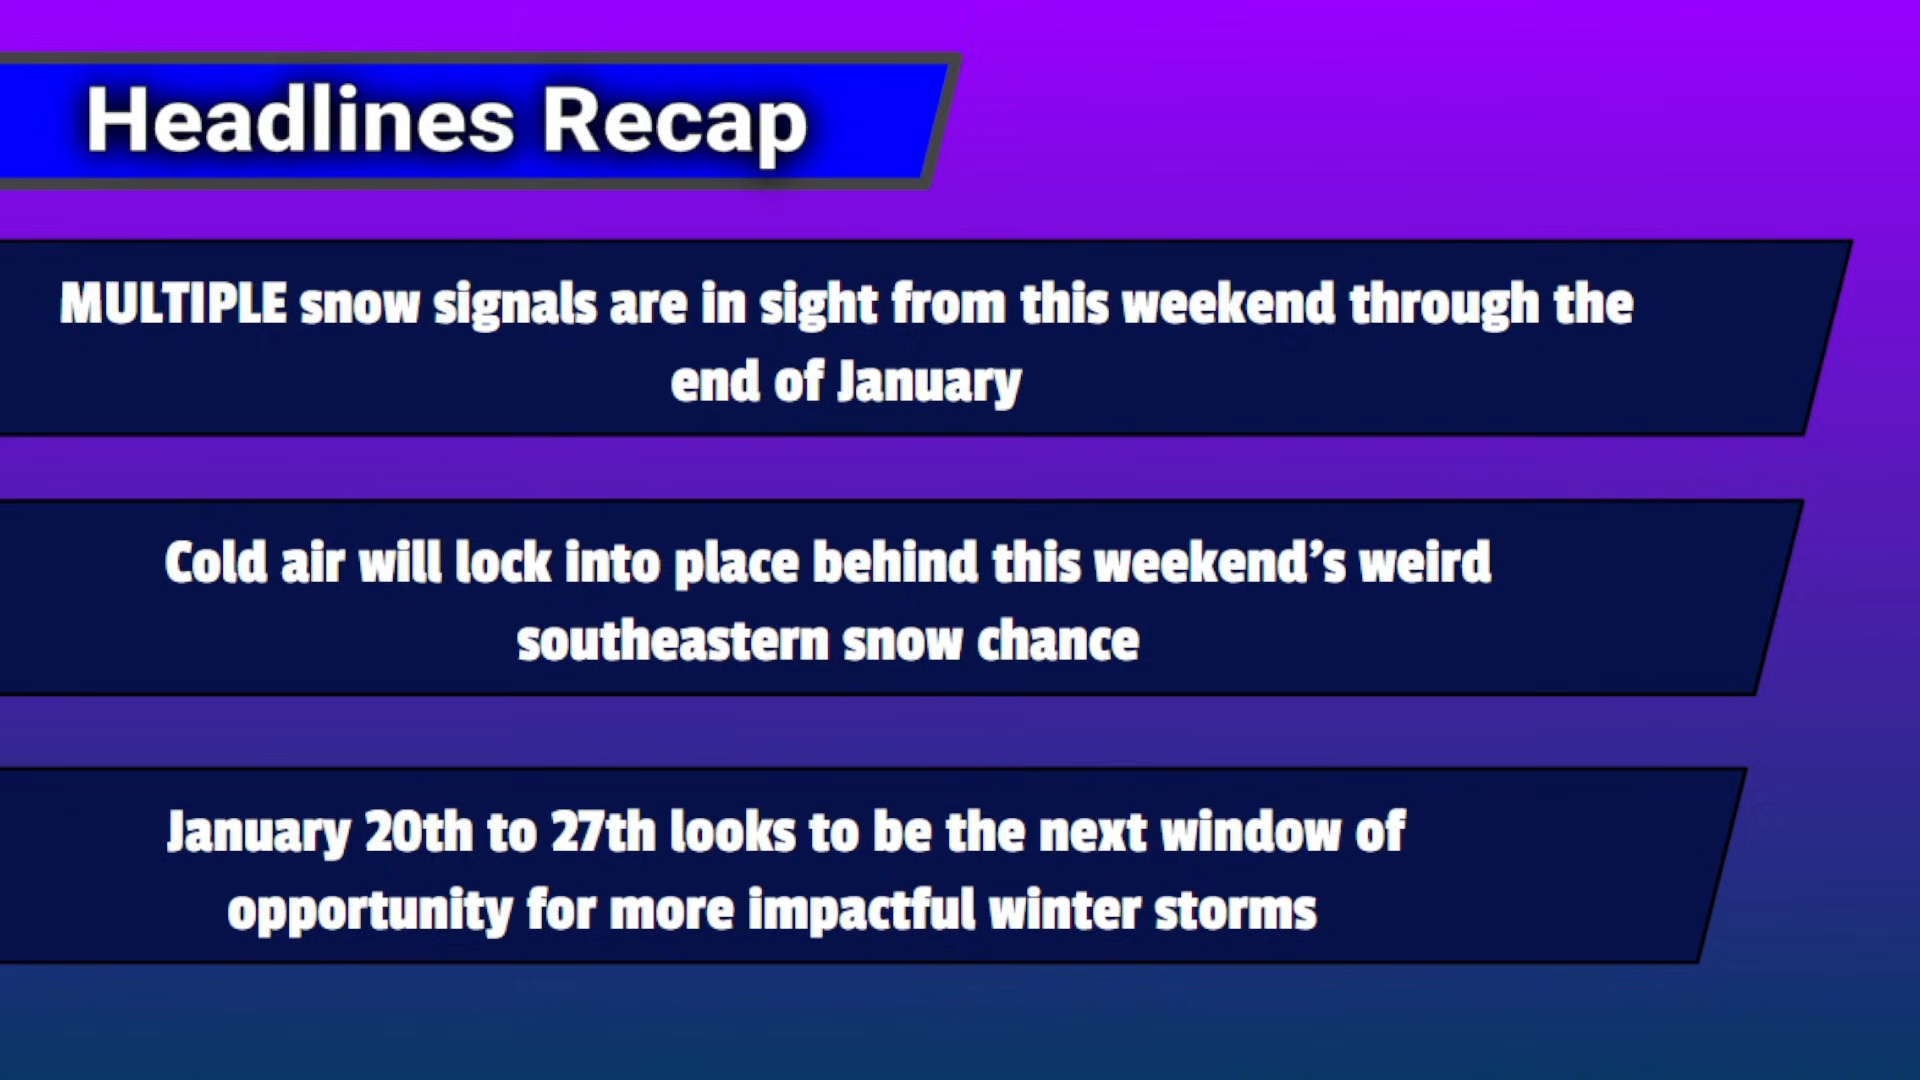 Headlines Recap
MULTIPLE snow signals are in sight from this weekend through the
end of January
Cold air will lock into place behind this weekend’s weird
southeastern snow chance
January 20th to 27th looks to be the next window of
opportunity for more impactful winter storms